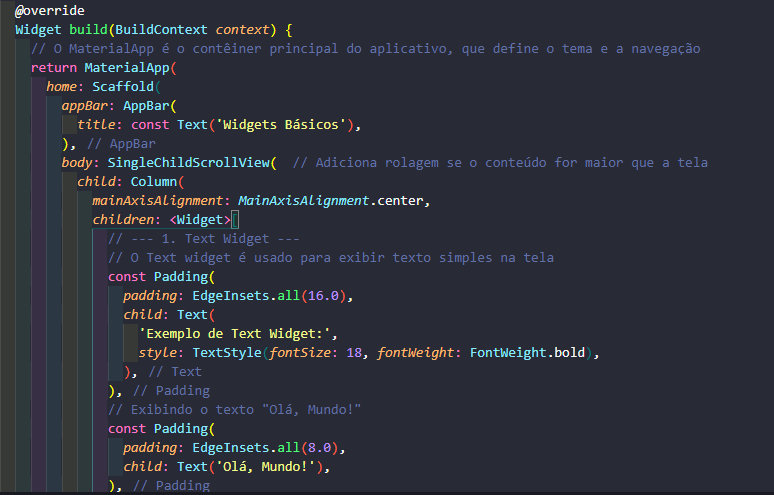 @override
Widget build(BuildContext context) {
// O MaterialApp é o contêiner principal do aplicativo, que define o tema e a navegação
return MaterialApp(
home: Scaffold(
appBar: AppBar(
title: const Text('Widgets Básicos'),
), // AppBar
body: SingleChildScrollView(  // Adiciona rolagem se o conteúdo for maior que a tela
child: Column(
mainAxisAlignment: MainAxisAlignment.center,
children: <Widget>[
// --- 1. Text Widget ---
// O Text widget é usado para exibir texto simples na tela
const Padding(
padding: EdgeInsets.all(16.0),
child: Text(
'Exemplo de Text Widget:',
style: TextStyle(fontSize: 18, fontWeight: FontWeight.bold),
), // Text
), // Padding
// Exibindo o texto "Olá, Mundo!"
const Padding(
padding: EdgeInsets.all(8.0),
child: Text('Olá, Mundo!'),
), // Padding